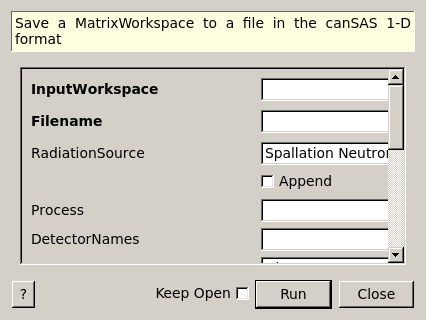 Save a MatrixWorkspace to a file in the canSAS 1-D
format
InputWorkspace
Filename
RadiationSource
Spallation Neutron
Append
Process
DetectorNames
?
Keep Open
Run
Close